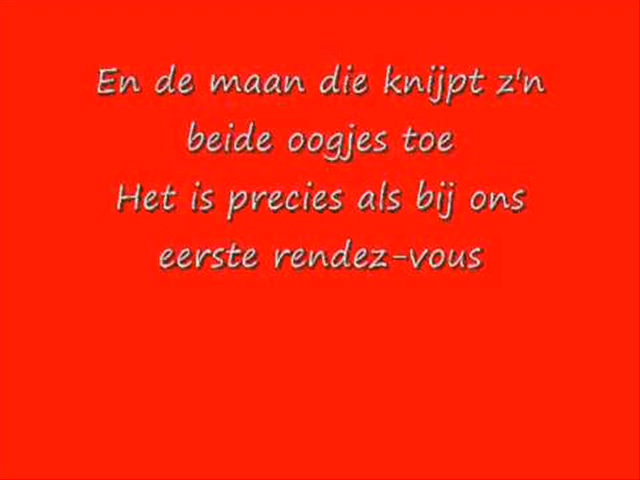 En de maan die knijpt z'n
beide oogjes toe
Het is precies als bij ons
eerste rendez-vous